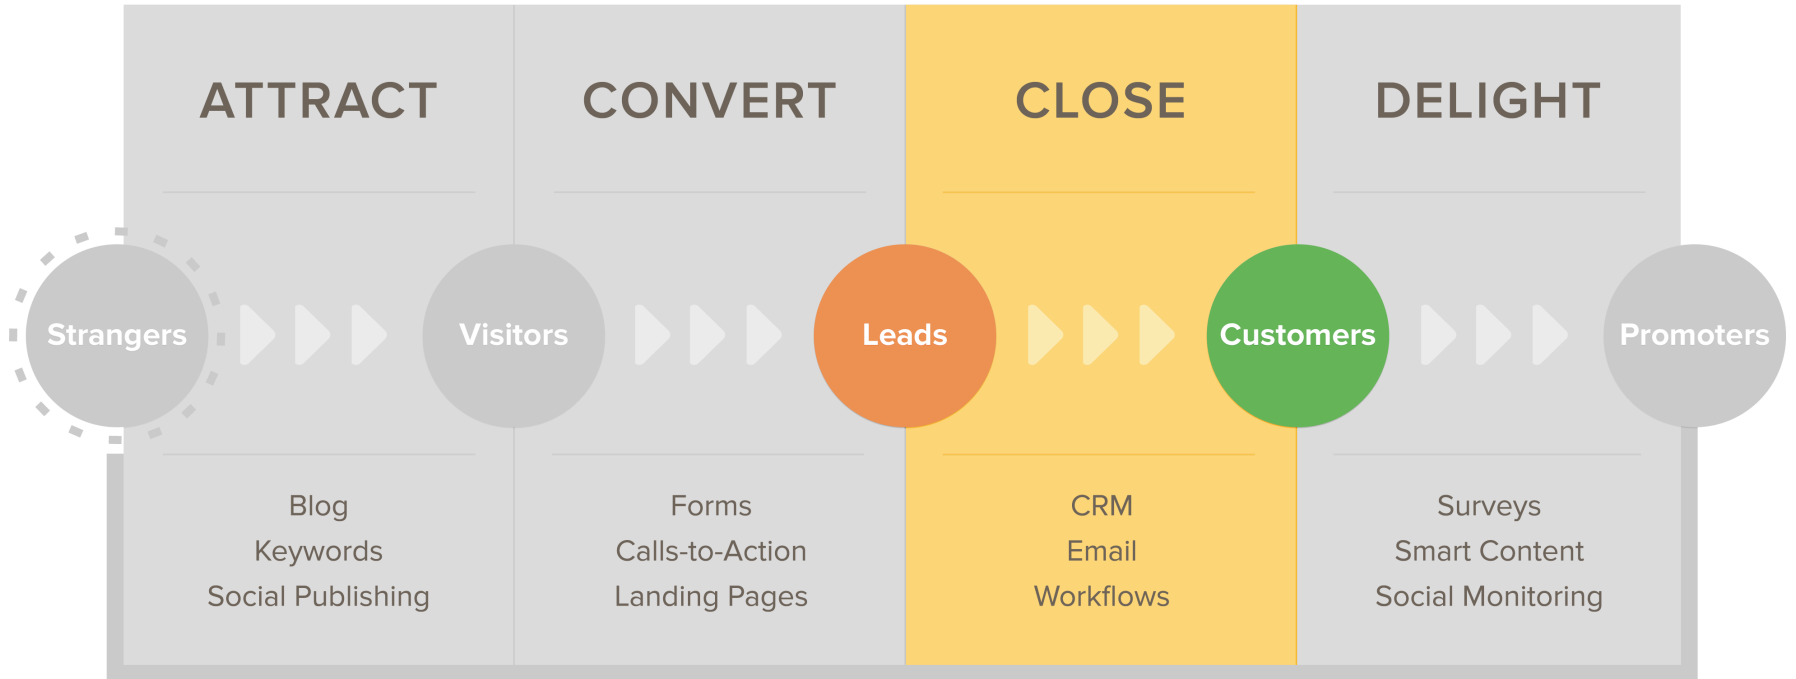 ATTRACT
CONVERT
CLOSE
DELIGHT
Strangers
Visitors
Leads
Customers
Promoters
Blog
Keywords
Social Publishing
Forms
Calls-to-Action
Landing Pages
CRM
Email
Workflows
Surveys
Smart Content
Social Monitoring